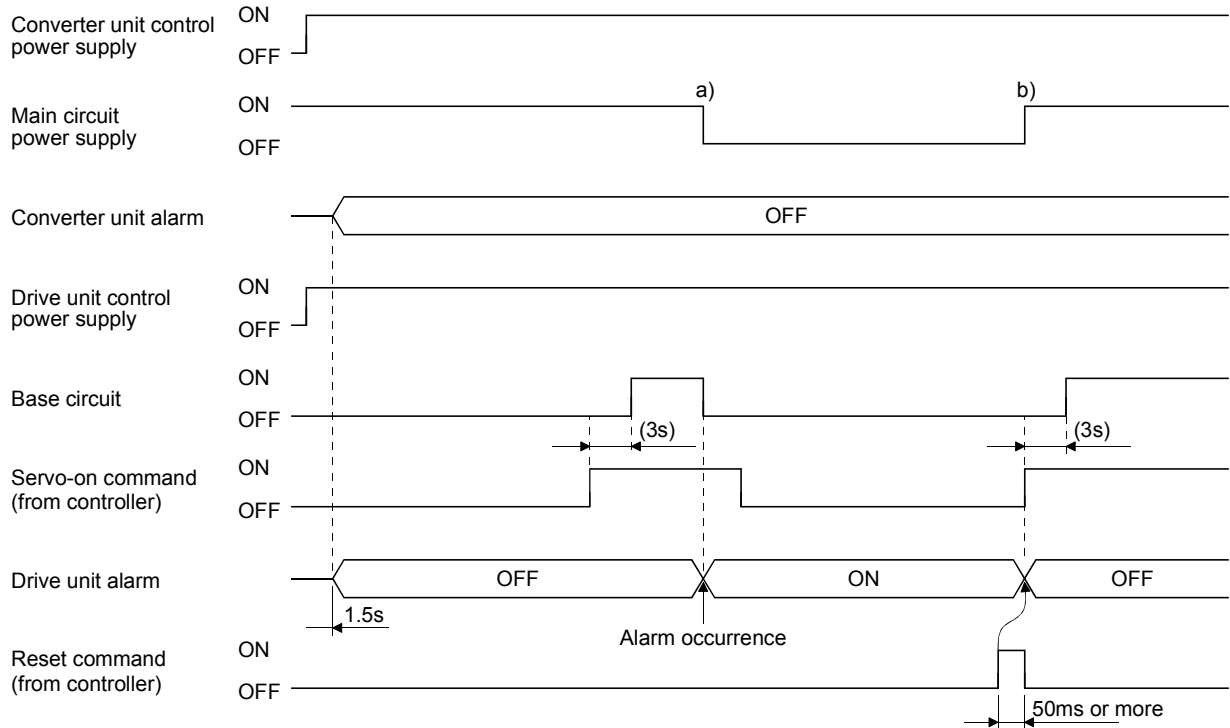 Converter unit control
power supply
ON
OFF
Main circuit
power supply
ON
OFF
a)
b)
Converter unit alarm
OFF
Drive unit control
power supply
ON
OFF
Base circuit
ON
OFF
(3s)
(3s)
Servo-on command
(from controller)
ON
OFF
Drive unit alarm
OFF
ON
OFF
1.5s
Alarm occurrence
Reset command
(from controller)
ON
OFF
50ms or more